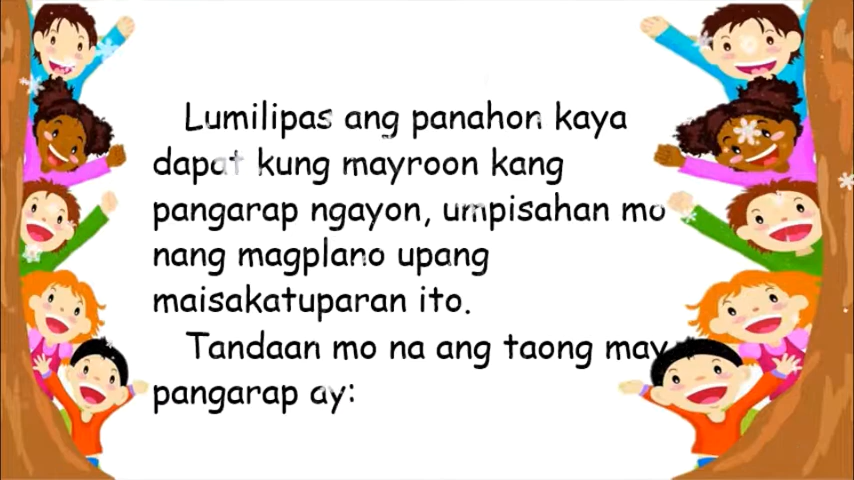 Lumilipas ang panahon kaya
dapat kung mayroon kang
pangarap ngayon, umpisahan mo
nang magplano upang
maisakatuparan ito.
Tandaan mo na ang taong may
pangarap ay: